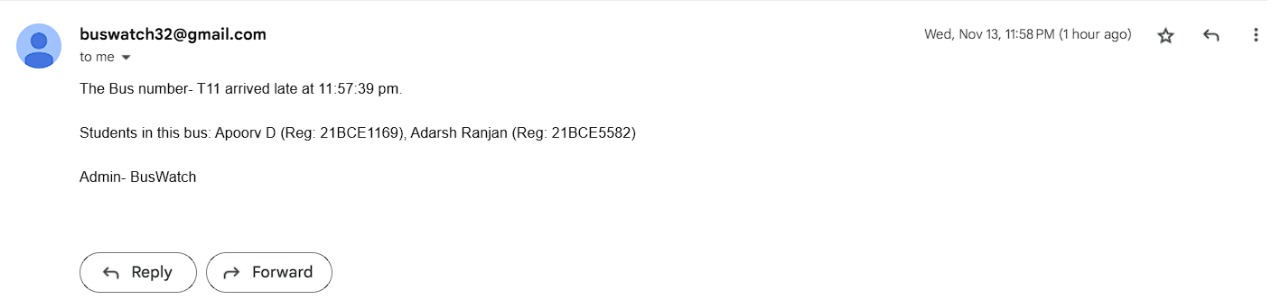 buswatch32@gmail.com
Wed, Nov 13, 11:58 PM (1 hour ago)
to me
The Bus number- T11 arrived late at 11:57:39 pm.
Students in this bus: Apoorv D (Reg: 21BCE1169), Adarsh Ranjan (Reg: 21BCE5582)
Admin- BusWatch
Reply
Forward